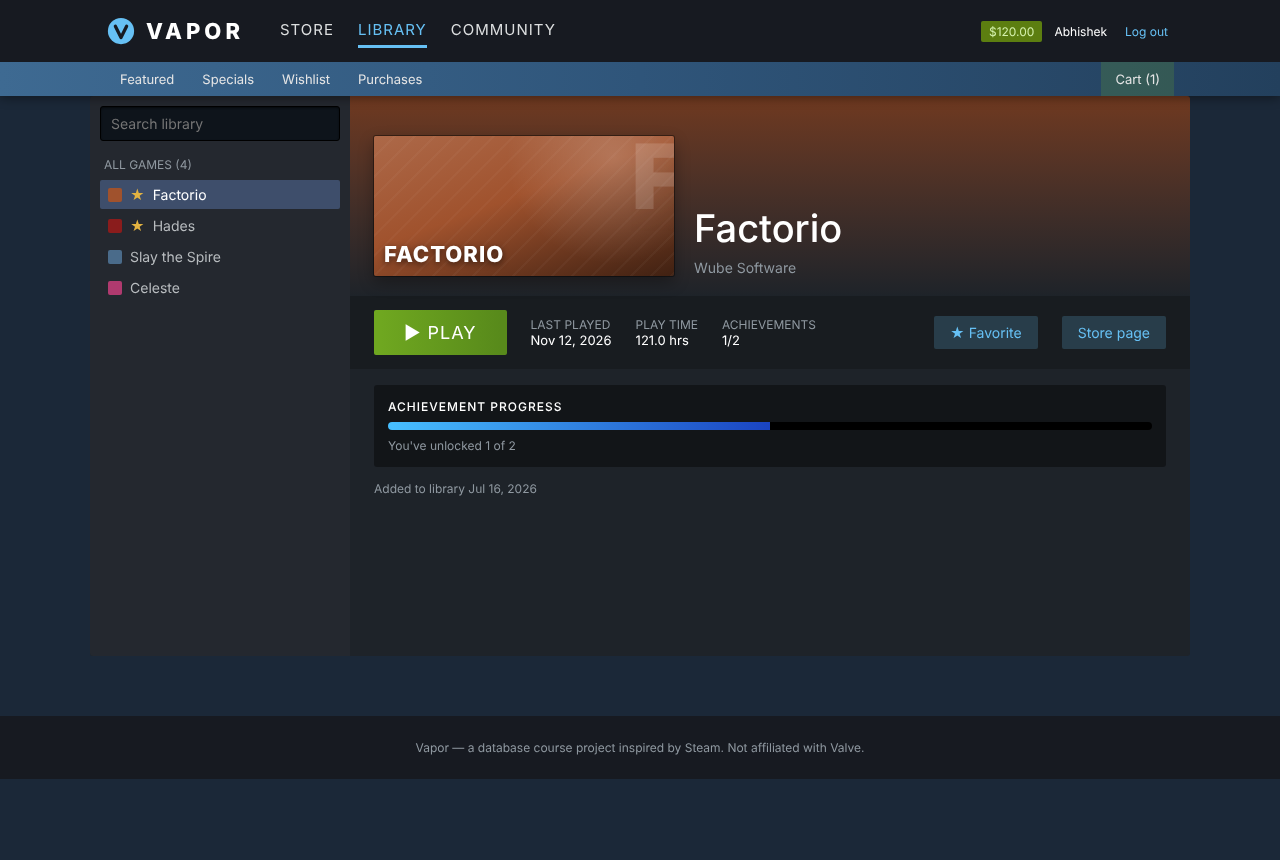 VAPOR
STORE LIBRARY COMMUNITY
$120.00 Abhishek Log out
Featured Specials Wishlist Purchases
Cart (1)
Search library
ALL GAMES (4)
★ Factorio
★ Hades
Slay the Spire
Celeste
F
FACTORIO
Factorio
Wube Software
▶ PLAY
LAST PLAYED
Nov 12, 2026
PLAY TIME
121.0 hrs
ACHIEVEMENTS
1/2
★ Favorite
Store page
ACHIEVEMENT PROGRESS
You've unlocked 1 of 2
Added to library Jul 16, 2026
Vapor — a database course project inspired by Steam. Not affiliated with Valve.